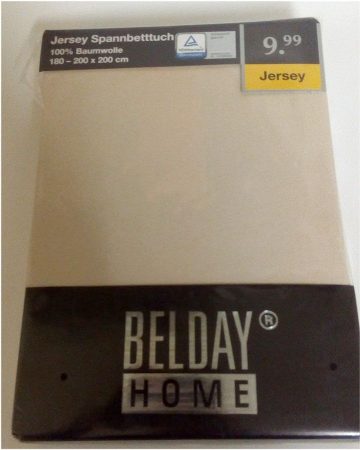 Jersey Spannbetttuch
100% Baumwolle
180 – 200 x 200 cm
9.99
Jersey
BELDAY®
HOME